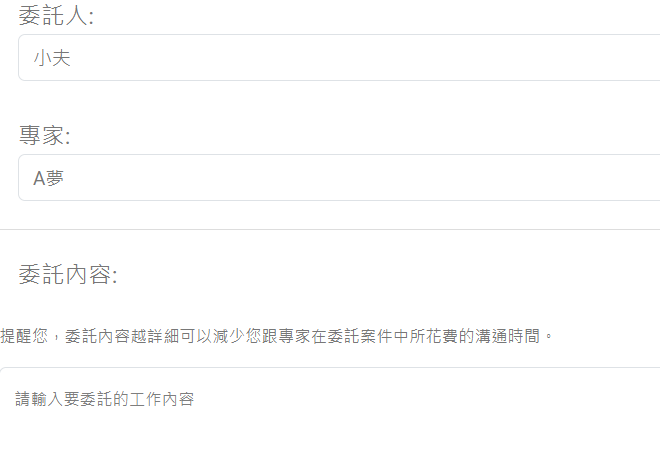 委託人:
小夫
專家:
A夢
委託內容:
提醒您，委託內容越詳細可以減少您跟專家在委託案件中所花費的溝通時間。
請輸入要委託的工作內容